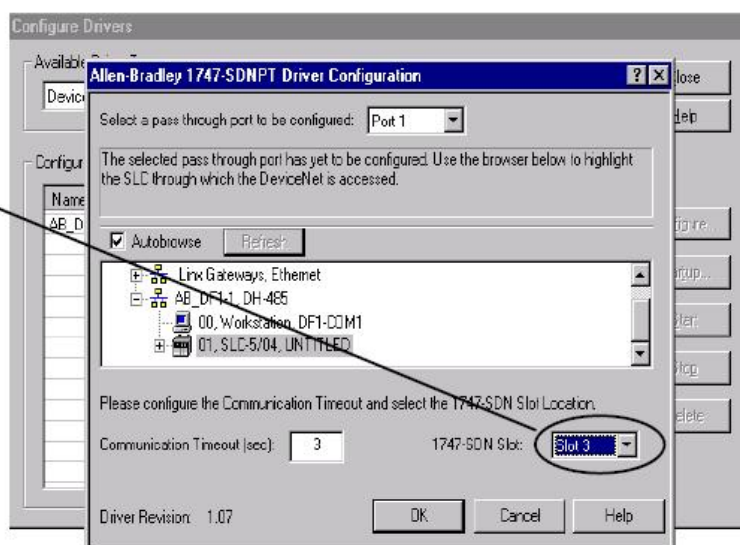 Configure Drivers
Available
Close
Help
Device
Allen-Bradley 1747-SDNPT Driver Configuration
Select a pass through port to be configured: Port 1
The selected pass through port has yet to be configured. Use the browser below to highlight
the SLC through which the DeviceNet is accessed.
Configur
Name
AB_D
Autobrowse
Refresh
Linx Gateways, Ethernet
AB_DF1-1, DH-485
00, Workstation, DF1-COM1
01, SLC-5/04, UNTITLED
Please configure the Communication Timeout and select the 1747-SDN Slot Location.
Communication Timeout (sec): 3
1747-SDN Slot: Slot 3
Driver Revision: 1.07
OK
Cancel
Help